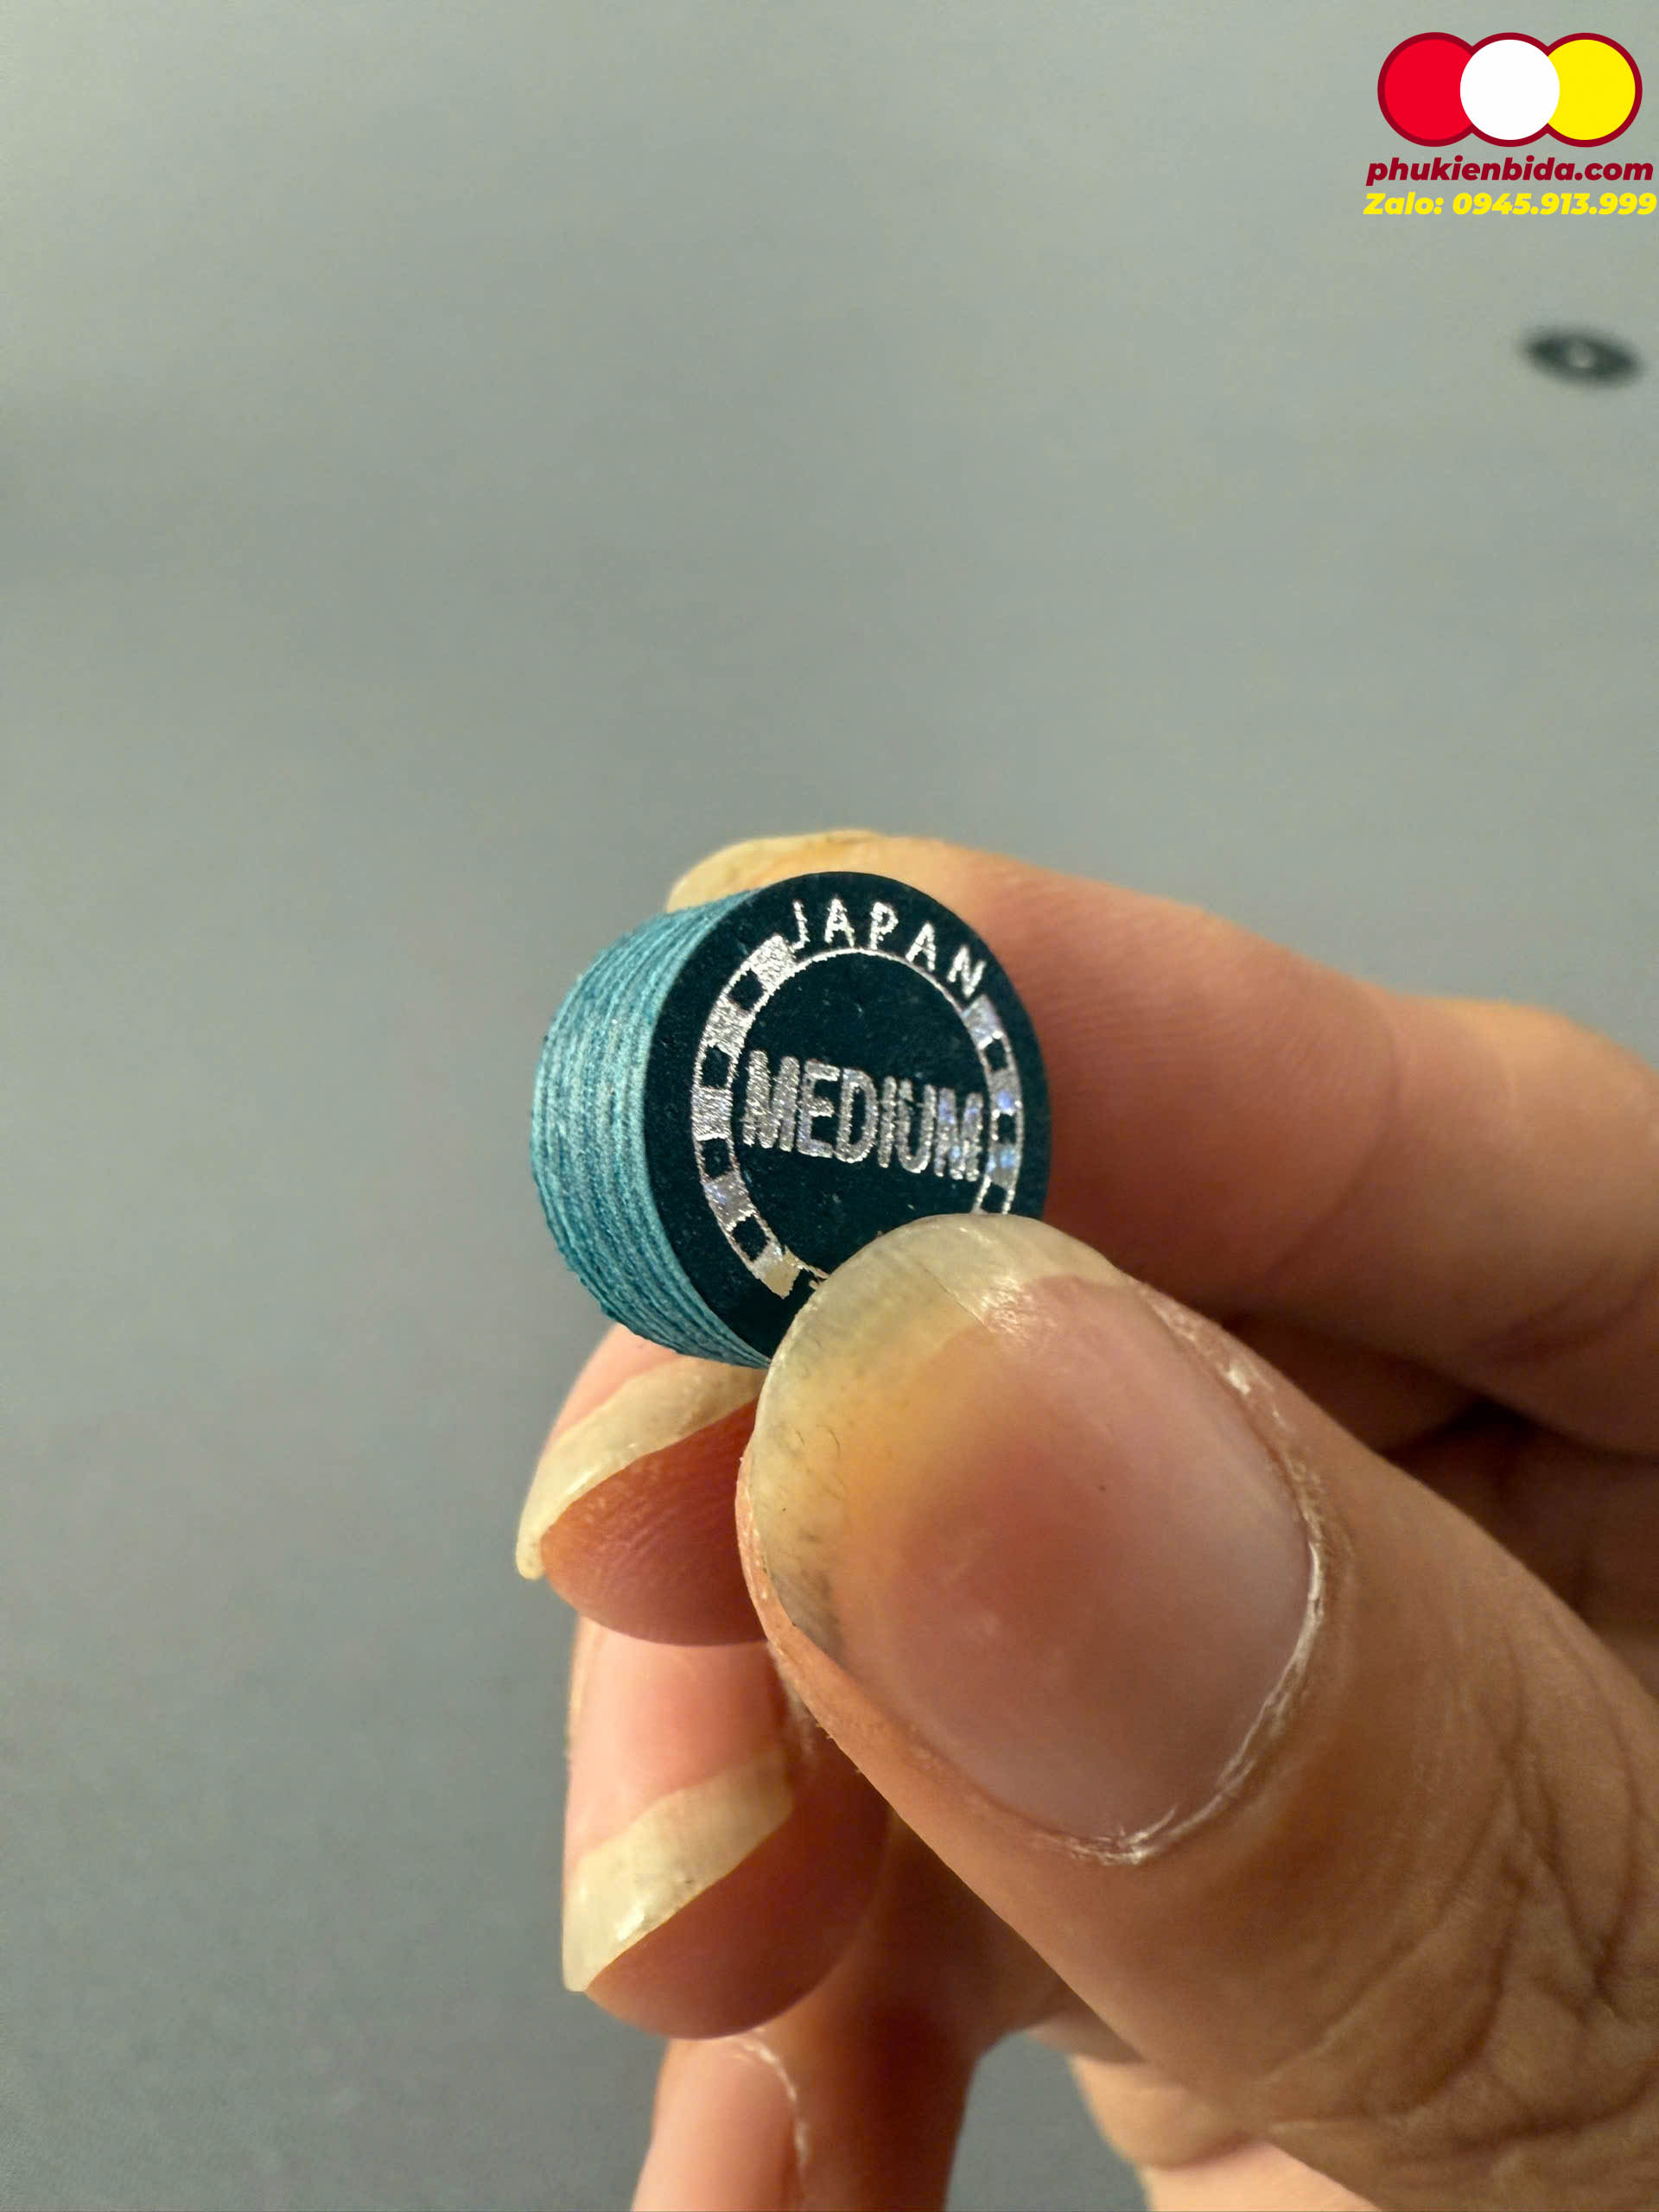 phukienbida.com
Zalo: 0945.913.999
JAPAN
MEDIUM